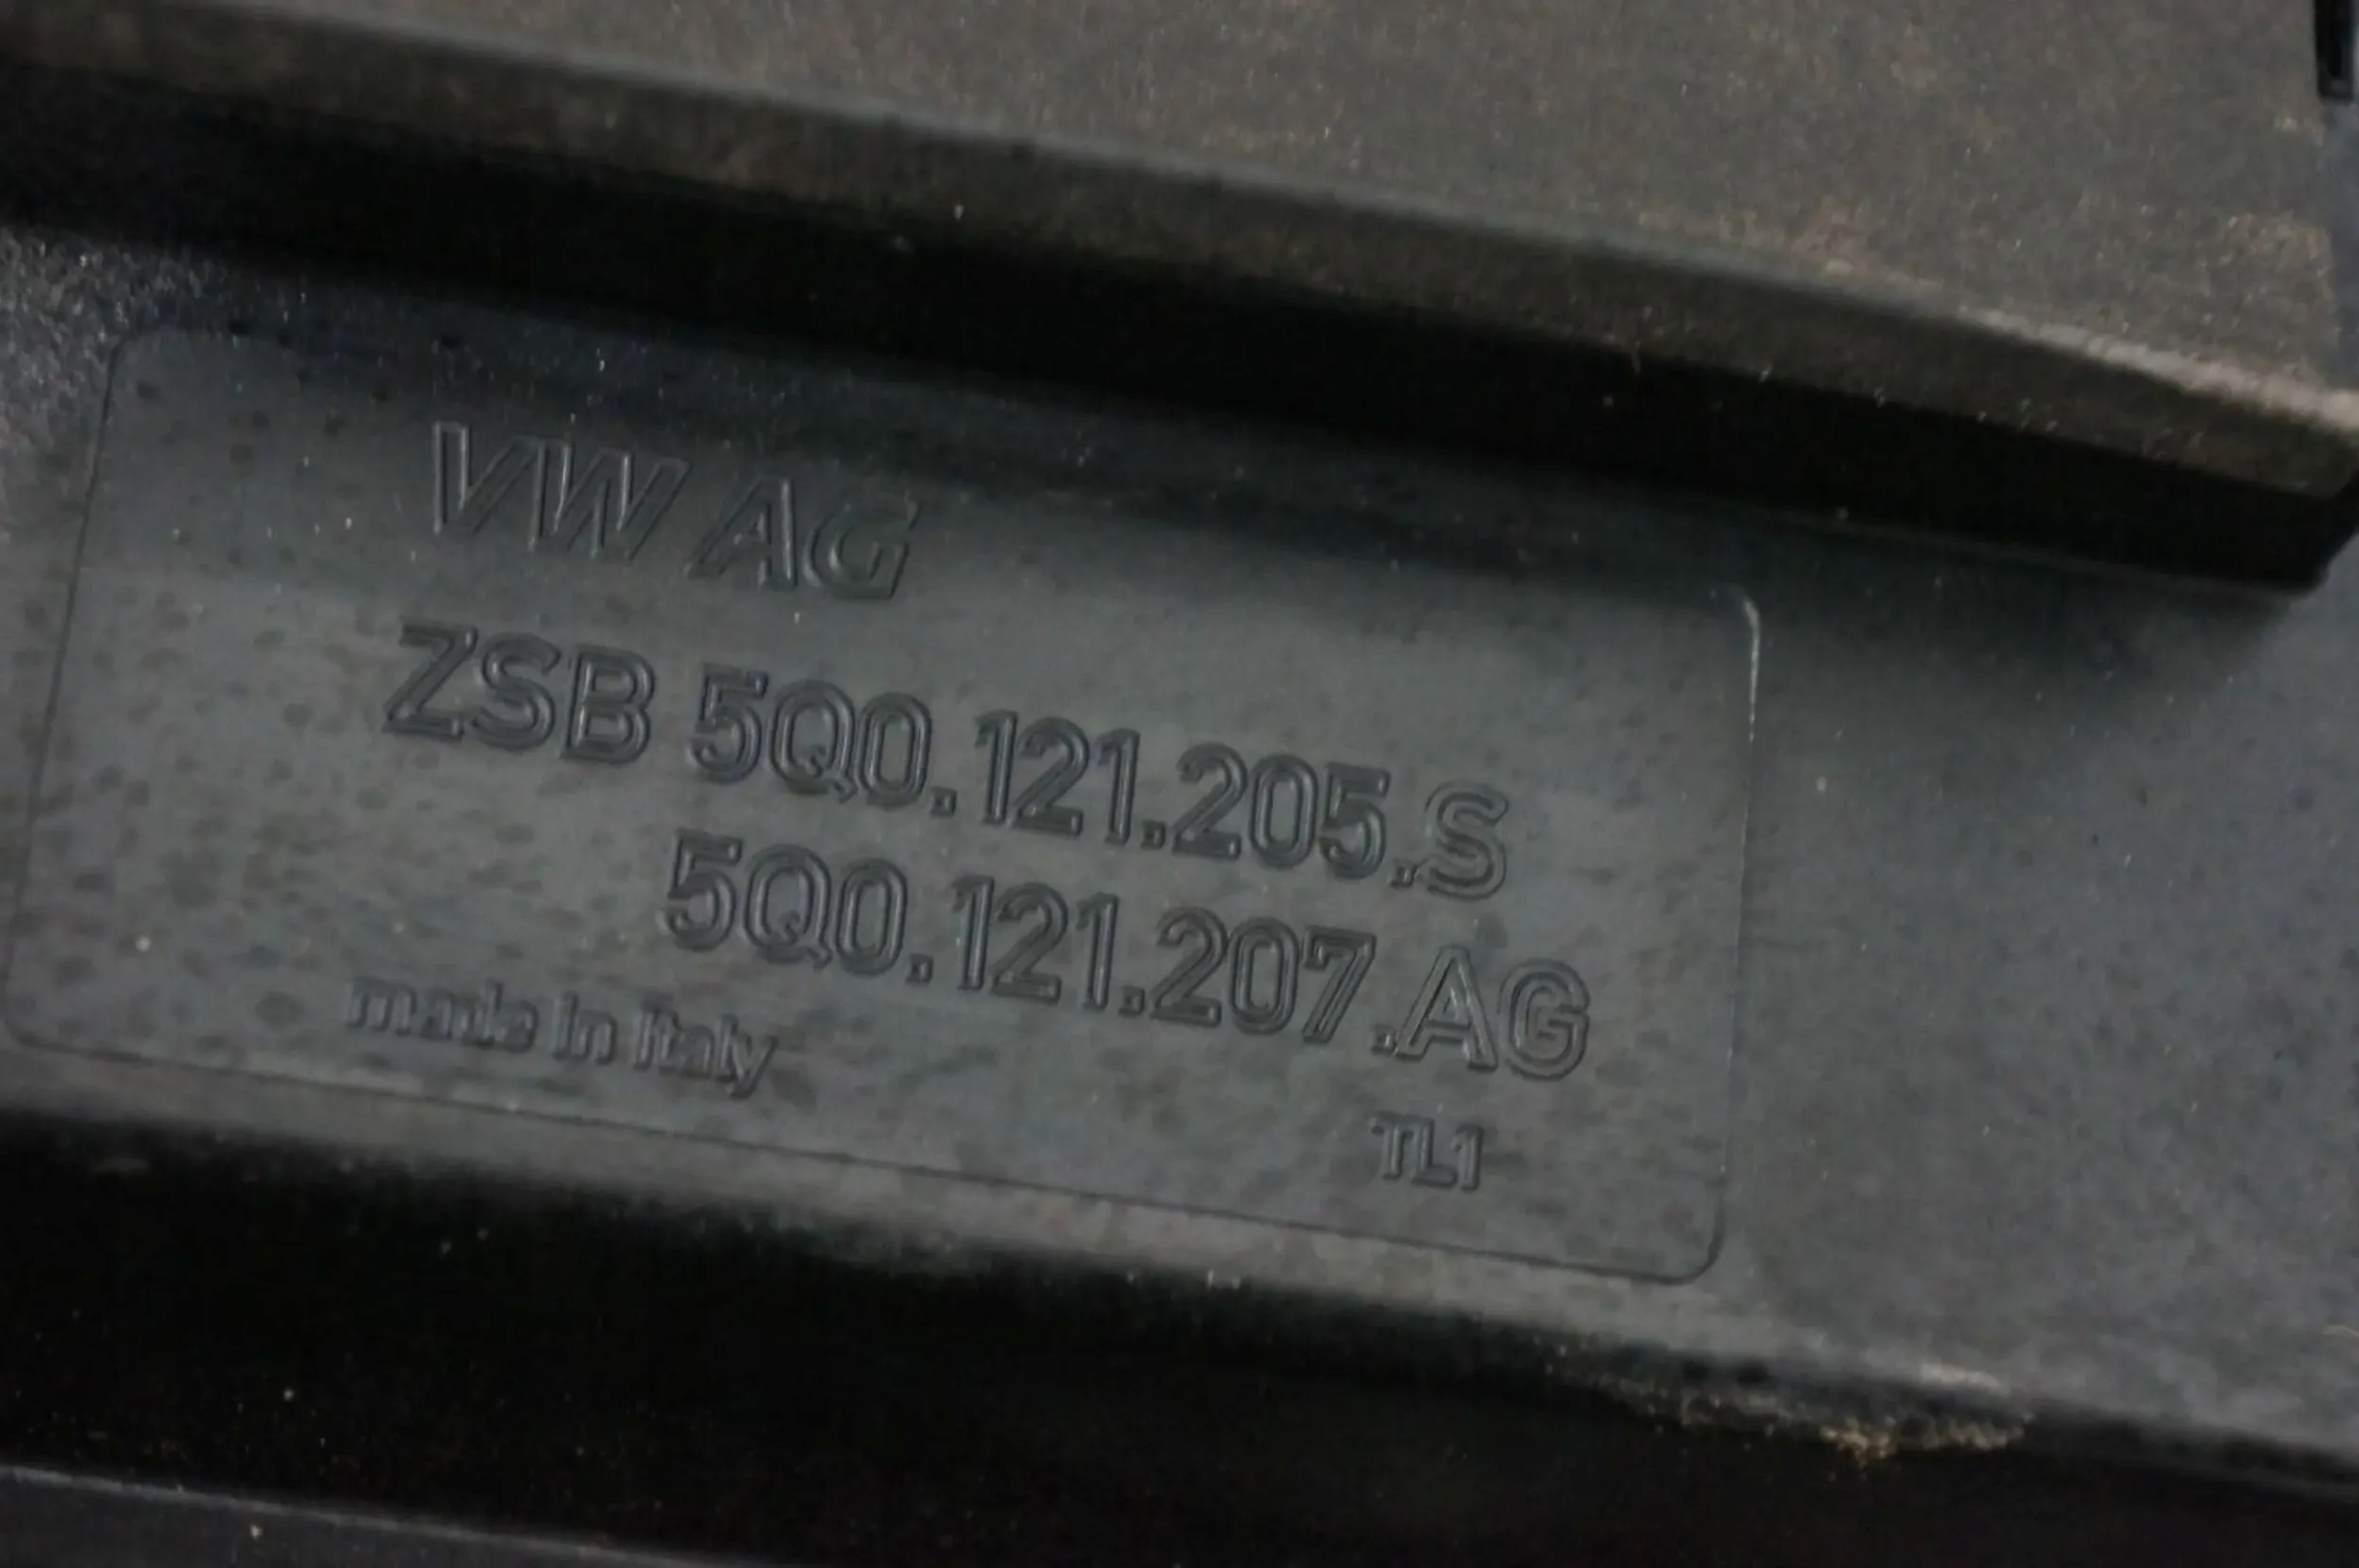 VW AG
ZSB 5Q0.121.205.S
5Q0.121.207.AG
made in Italy
TL1